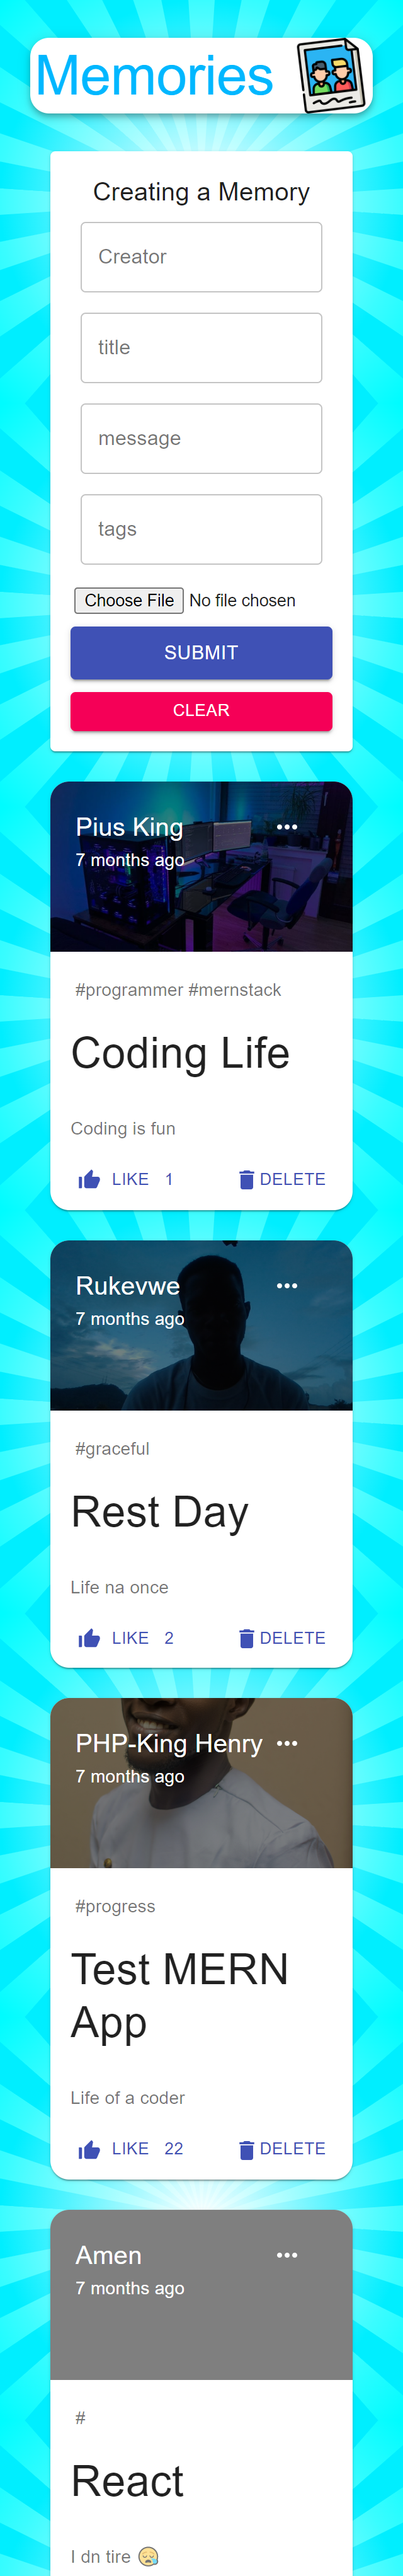 Memories
Creating a Memory
Creator
title
message
tags
Choose File No file chosen
SUBMIT
CLEAR
Pius King
7 months ago
#programmer #mernstack
Coding Life
Coding is fun
LIKE 1 DELETE
Rukevwe
7 months ago
#graceful
Rest Day
Life na once
LIKE 2 DELETE
PHP-King Henry
7 months ago
#progress
Test MERN
App
Life of a coder
LIKE 22 DELETE
Amen
7 months ago
#
React
I dn tire 😪